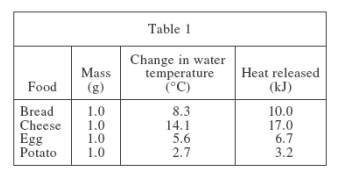 Table 1
Food Mass (g) Change in water temperature (°C) Heat released (kJ)
Bread 1.0 8.3 10.0
Cheese 1.0 14.1 17.0
Egg 1.0 5.6 6.7
Potato 1.0 2.7 3.2